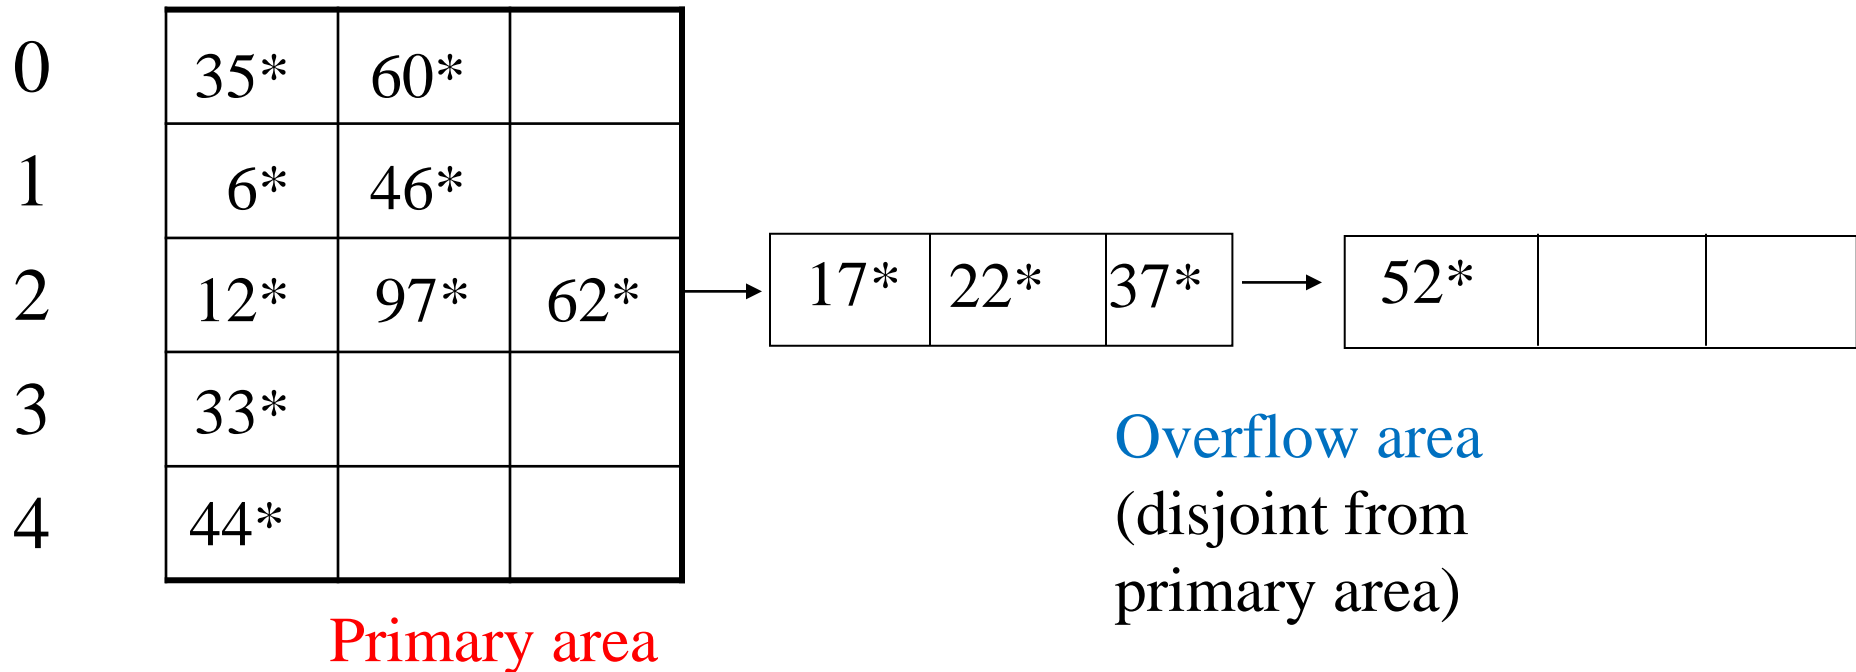 0 35* 60*
1 6* 46*
2 12* 97* 62* 17* 22* 37* 52*
3 33*
4 44*
Overflow area
(disjoint from
primary area)
Primary area